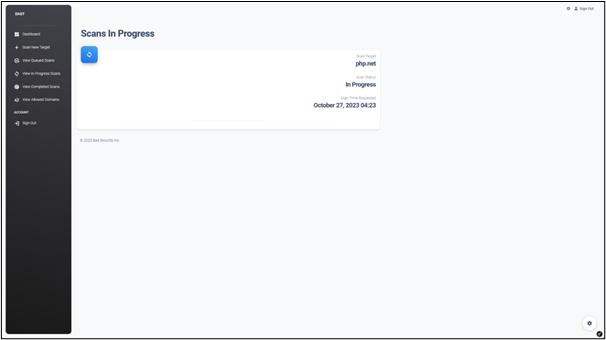 DAST
Sign Out
Dashboard
Scan New Target
View Queued Scans
View In-Progress Scans
View Completed Scans
View Allowed Domains
ACCOUNT
Sign Out
Scans In Progress
Scan Target
php.net
Scan Status
In Progress
Scan Time Requested
October 27, 2023 04:23
© 2023 Bad Security Inc.